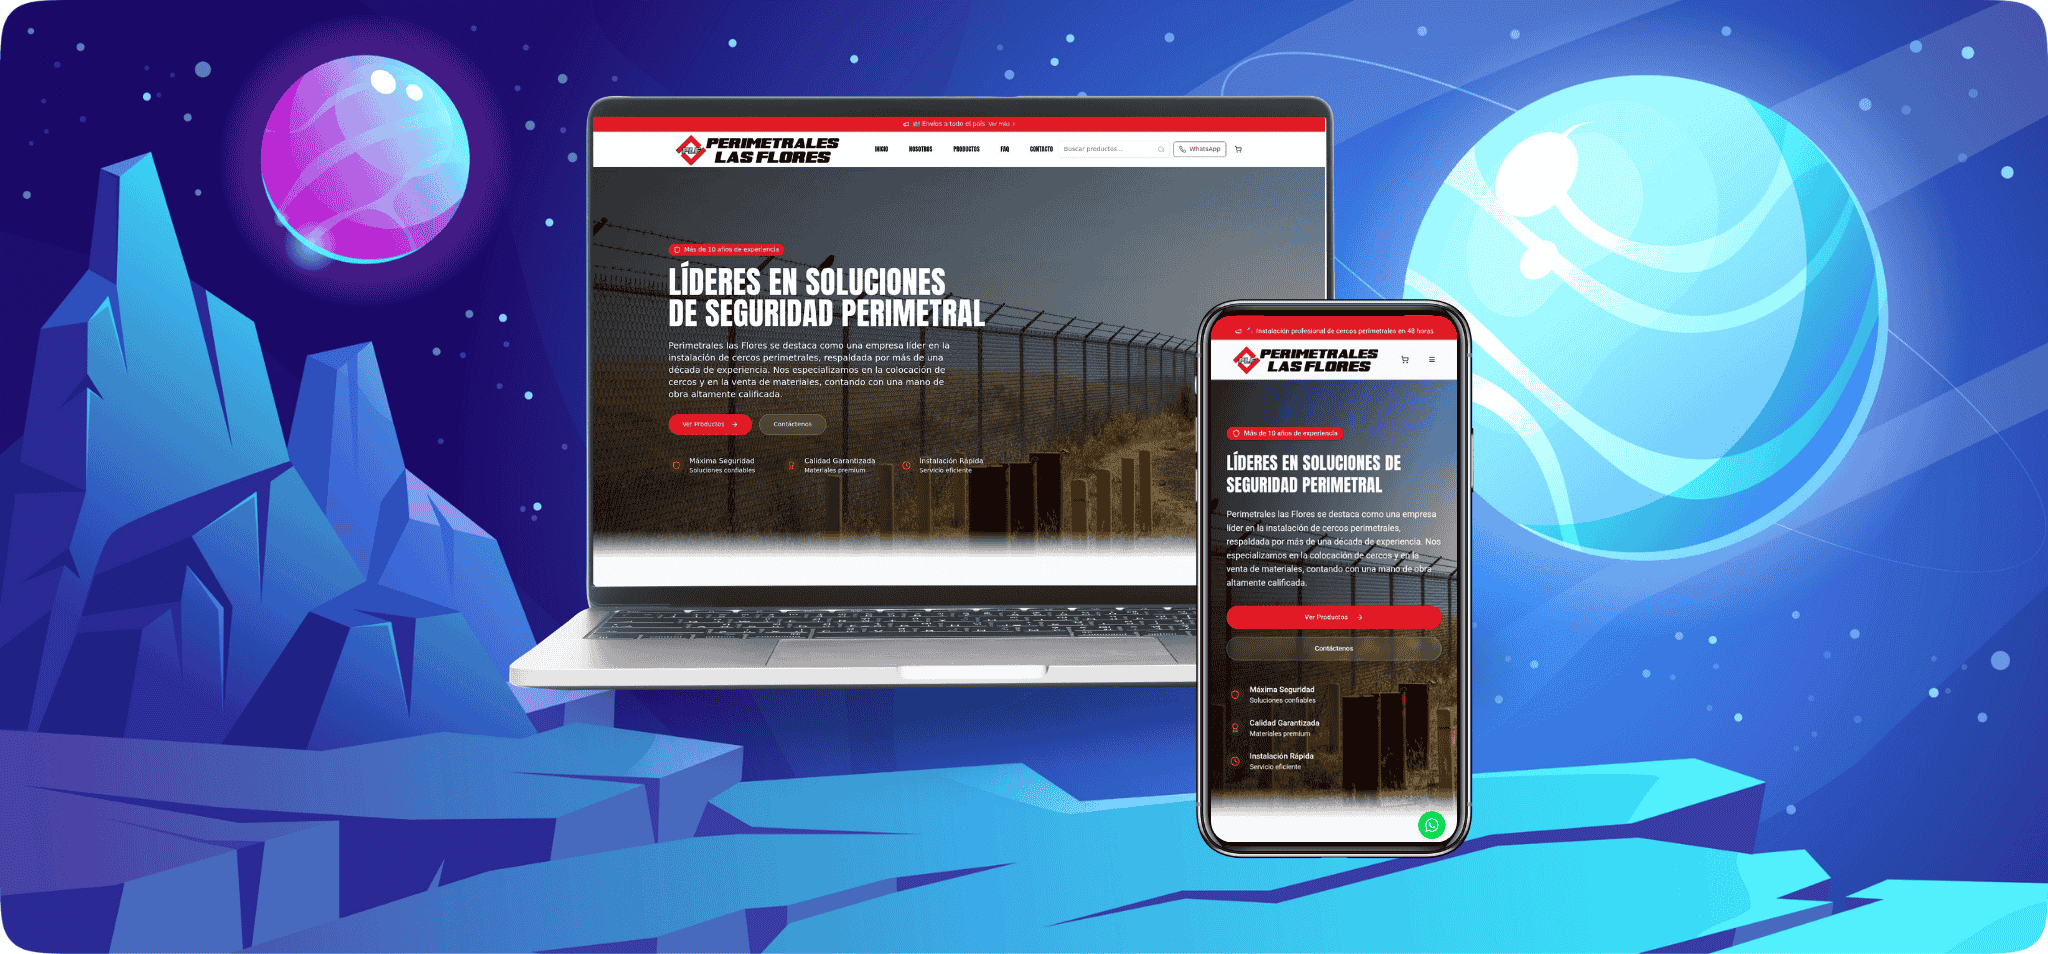 Envíos a todo el país Ver más ›
PERIMETRALES
LAS FLORES
INICIO NOSOTROS PRODUCTOS FAQ CONTACTO Buscar productos... WhatsApp
Más de 10 años de experiencia
LÍDERES EN SOLUCIONES
DE SEGURIDAD PERIMETRAL
Perimetrales las Flores se destaca como una empresa líder en la
instalación de cercos perimetrales, respaldada por más de una
década de experiencia. Nos especializamos en la colocación de
cercos y en la venta de materiales, contando con una mano de
obra altamente calificada.
Ver Productos → Contáctenos
Máxima Seguridad Calidad Garantizada Instalación Rápida
Soluciones confiables Materiales premium Servicio eficiente
Instalación profesional de cercos perimetrales en 48 horas
PERIMETRALES
LAS FLORES
Más de 10 años de experiencia
LÍDERES EN SOLUCIONES DE
SEGURIDAD PERIMETRAL
Perimetrales las Flores se destaca como una empresa
líder en la instalación de cercos perimetrales,
respaldada por más de una década de experiencia. Nos
especializamos en la colocación de cercos y en la
venta de materiales, contando con una mano de obra
altamente calificada.
Ver Productos →
Contáctenos
Máxima Seguridad
Soluciones confiables
Calidad Garantizada
Materiales premium
Instalación Rápida
Servicio eficiente